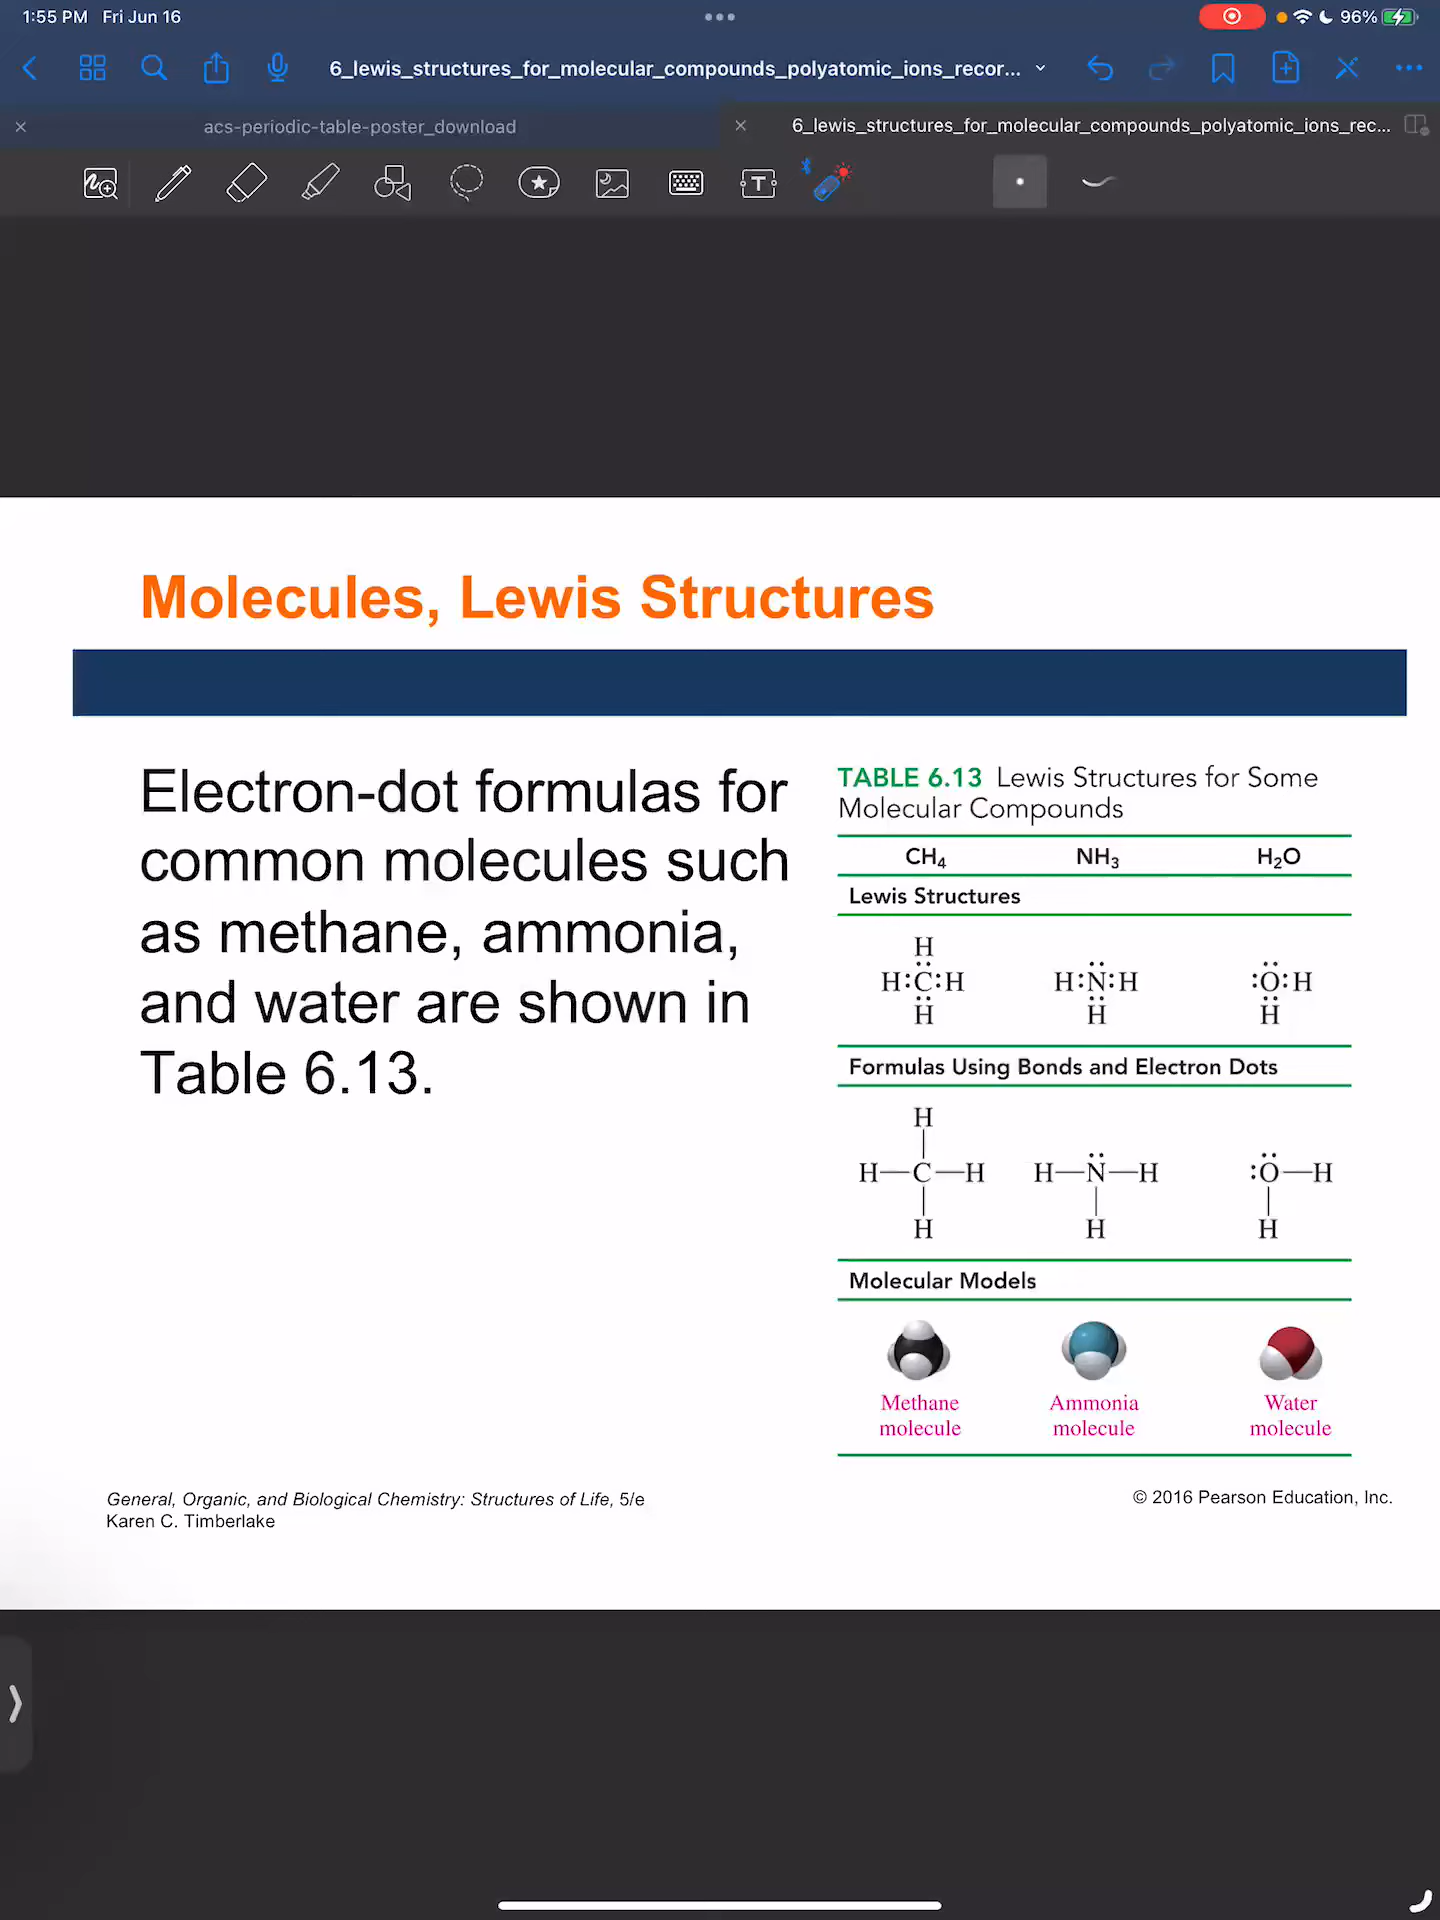 1:55 PM Fri Jun 16
96%
6_lewis_structures_for_molecular_compounds_polyatomic_ions_recor...
acs-periodic-table-poster_download
6_lewis_structures_for_molecular_compounds_polyatomic_ions_rec...
T
Molecules, Lewis Structures
Electron-dot formulas for
common molecules such
as methane, ammonia,
and water are shown in
Table 6.13.
TABLE 6.13 Lewis Structures for Some
Molecular Compounds
CH₄ NH₃ H₂O
Lewis Structures
H
H:C:H H:N:H :O:H
H H H
Formulas Using Bonds and Electron Dots
H
H—C—H H—N—H :O—H
H H H
Molecular Models
Methane Ammonia Water
molecule molecule molecule
General, Organic, and Biological Chemistry: Structures of Life, 5/e
Karen C. Timberlake
© 2016 Pearson Education, Inc.